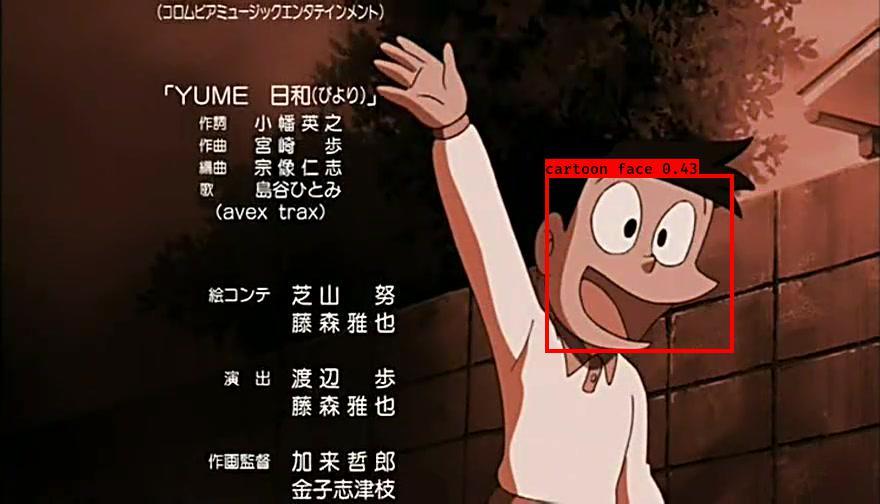 (コロムビアミュージックエンタテインメント)
「YUME 日和(びより)」
作詞 小幡英之
作曲 宮崎 歩
編曲 宗像仁志
歌 島谷ひとみ
(avex trax)
cartoon face 0.43
絵コンテ 芝山 努
藤森雅也
演出 渡辺 歩
藤森雅也
作画監督 加来哲郎
金子志津枝